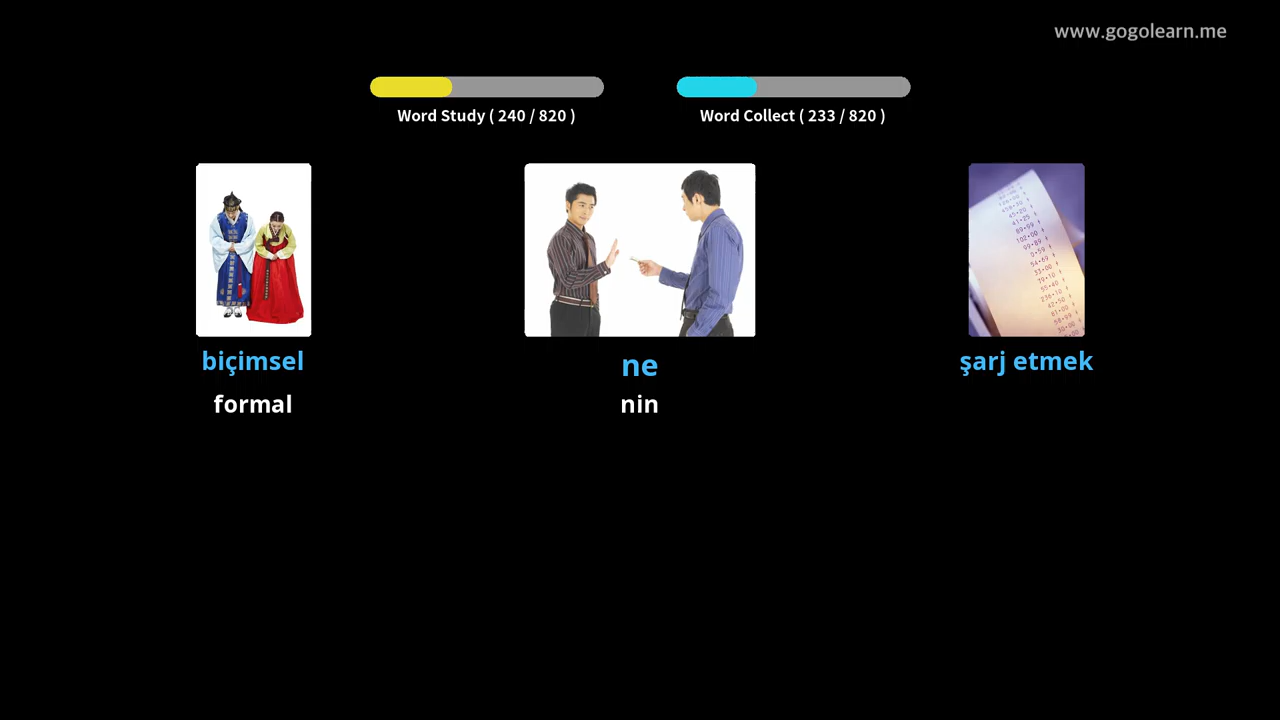 www.gogolearn.me
Word Study ( 240 / 820 )
Word Collect ( 233 / 820 )
biçimsel
ne
şarj etmek
formal
nin